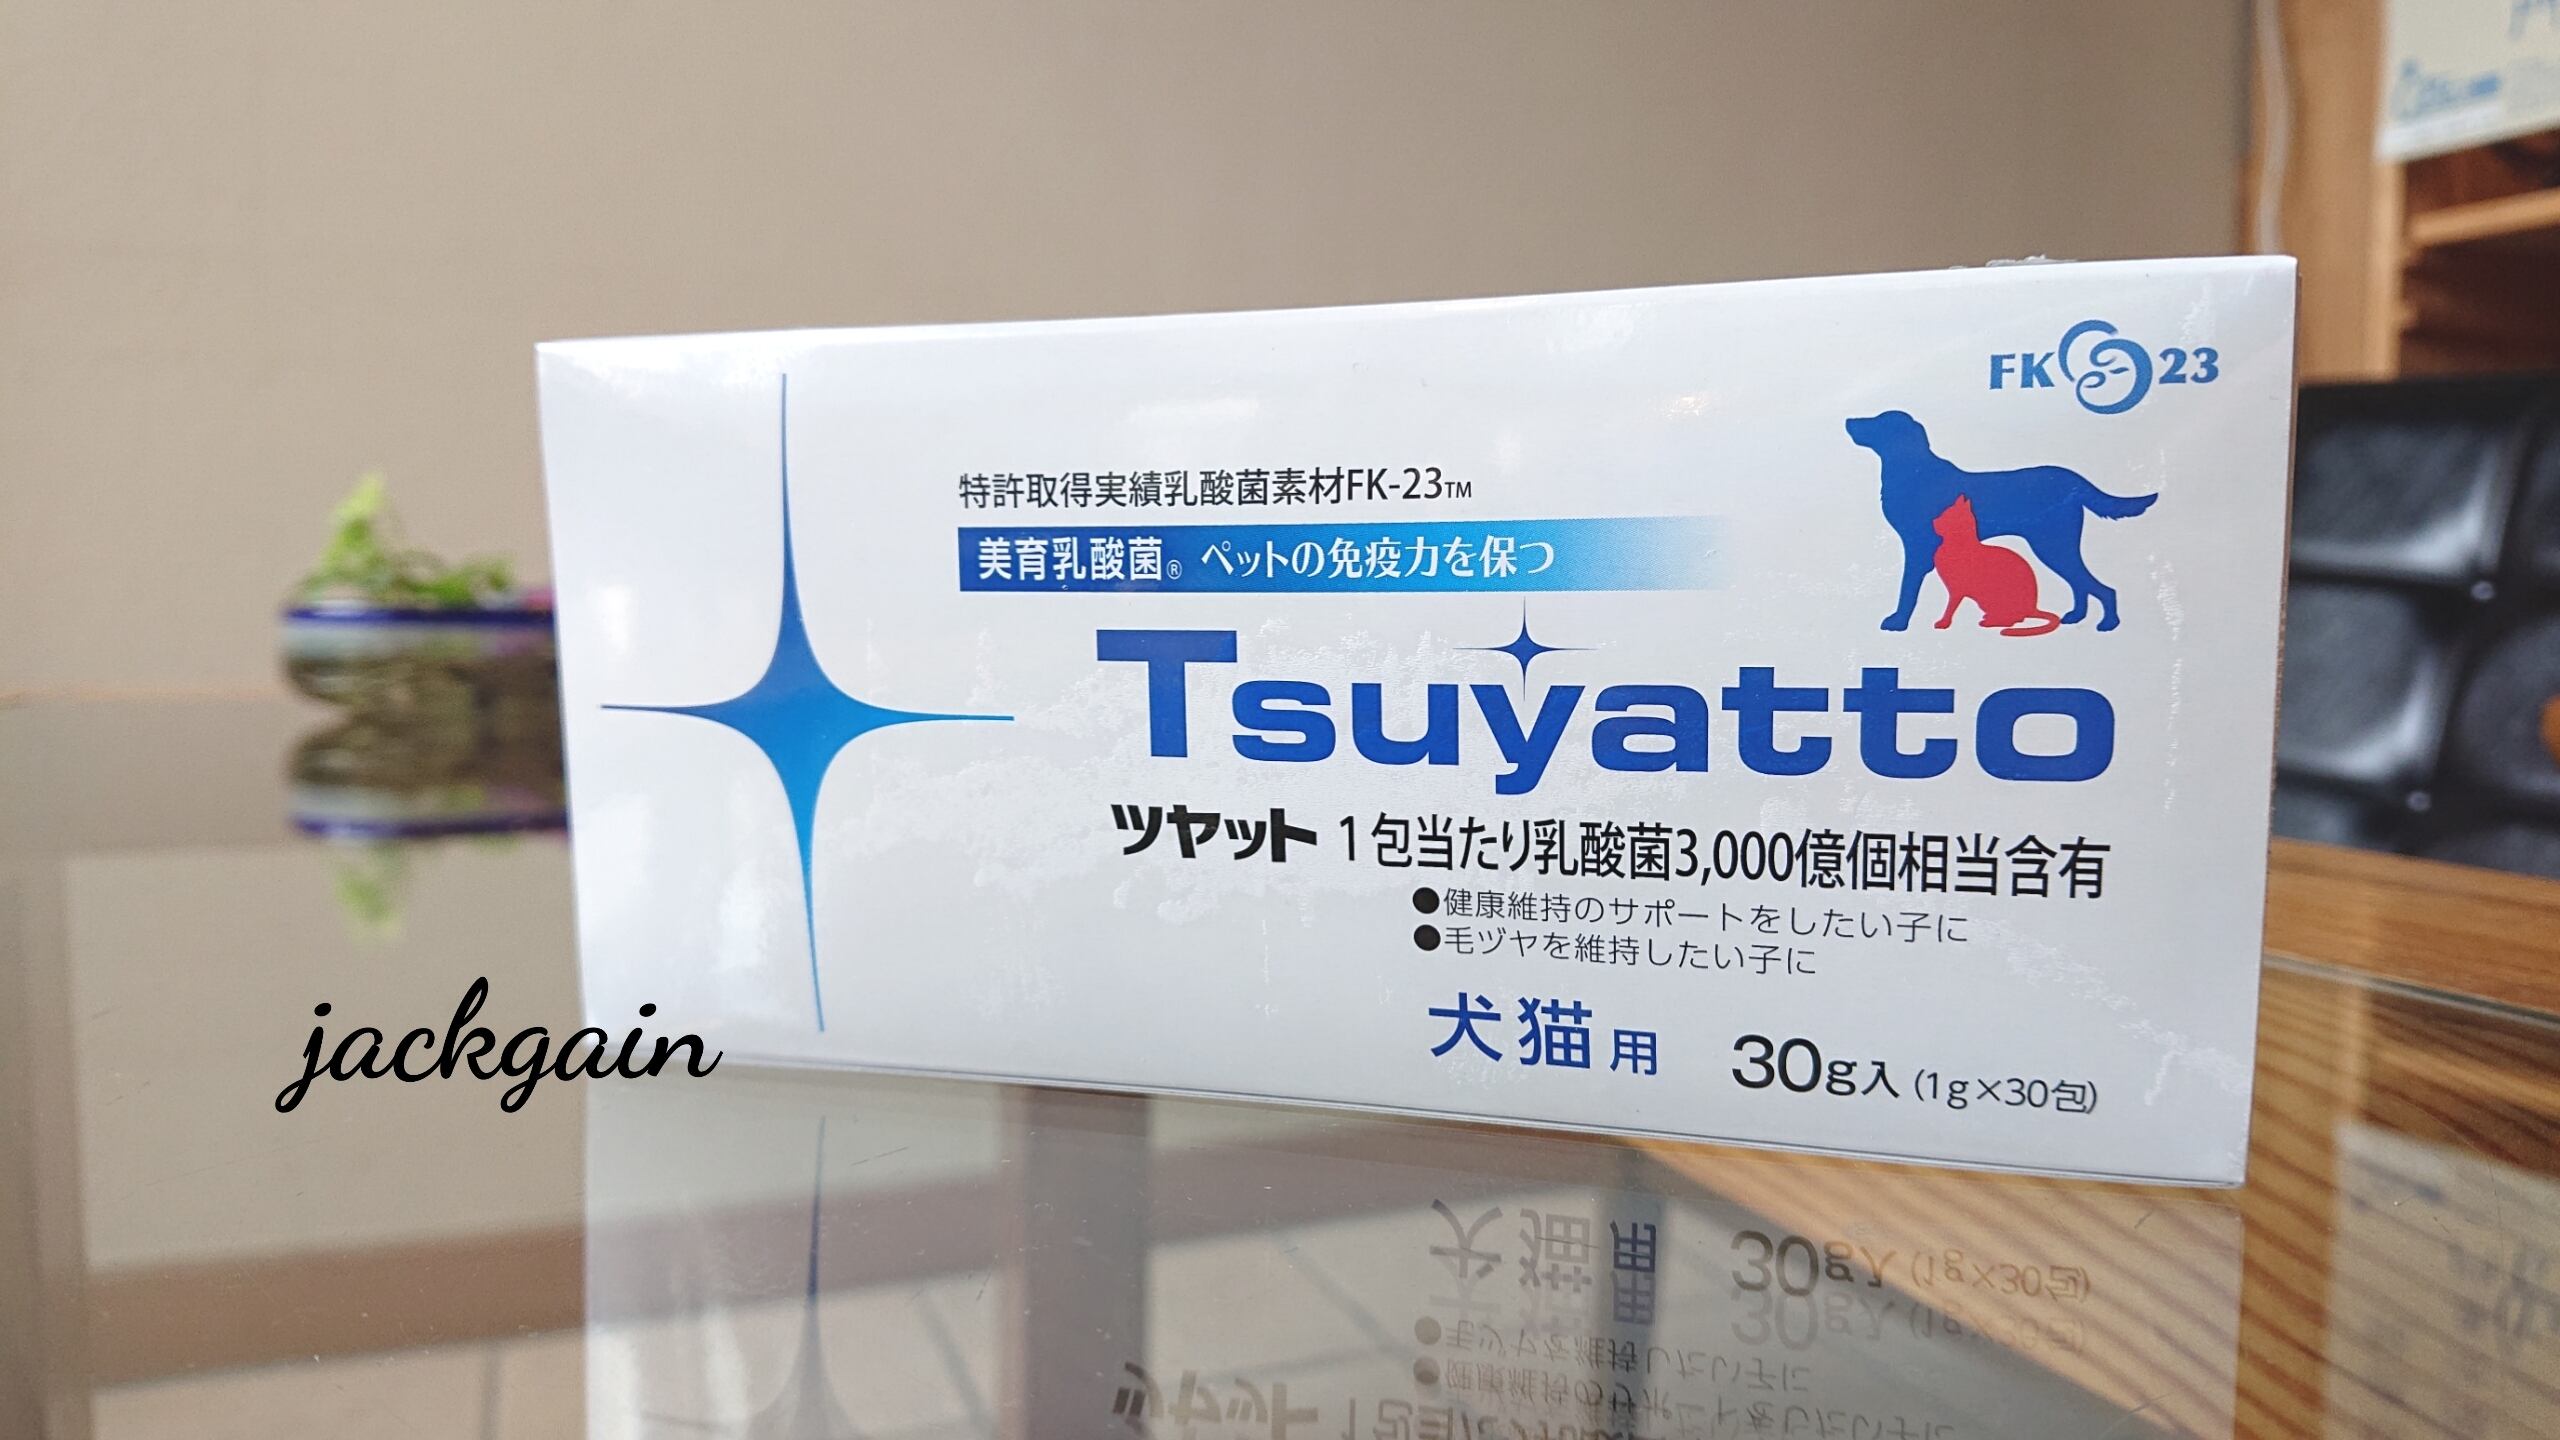 FK 23
特許取得実績乳酸菌素材FK-23™
美育乳酸菌® ペットの免疫力を保つ
Tsuyatto
ツヤット 1包当たり乳酸菌3,000億個相当含有
●健康維持のサポートをしたい子に
●毛ヅヤを維持したい子に
犬猫用 30g入(1g×30包)
jackgain